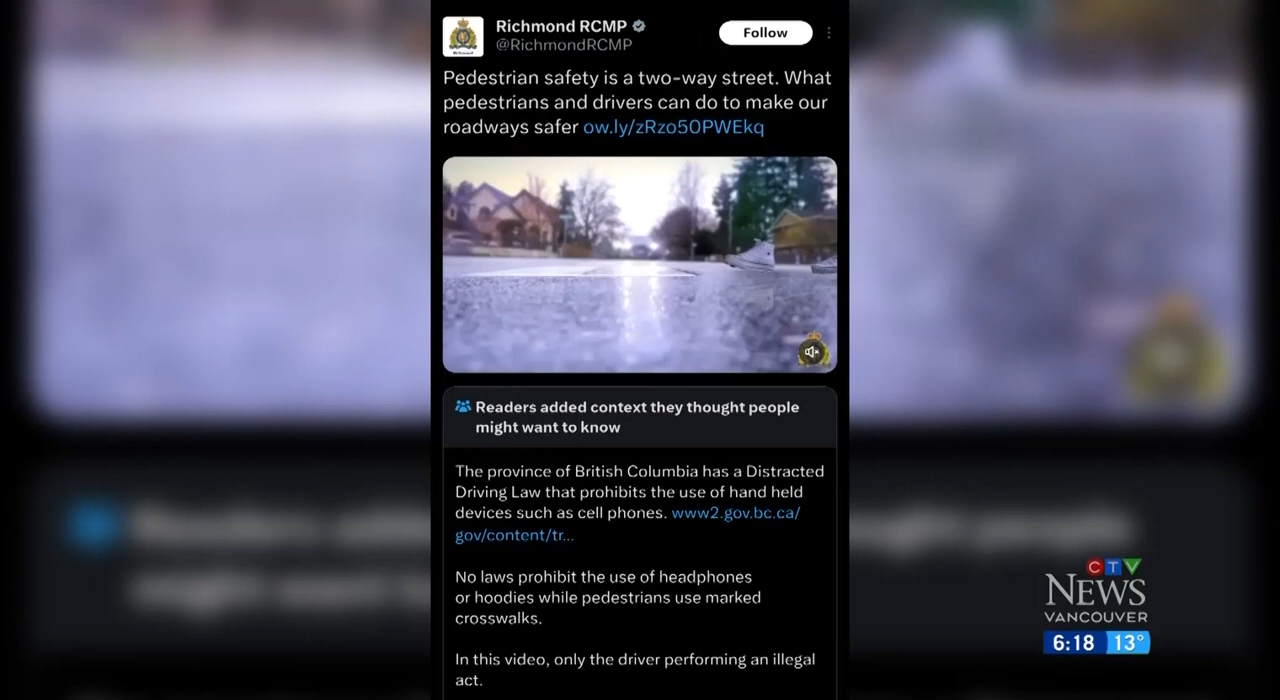 Richmond RCMP
@RichmondRCMP
Follow
Pedestrian safety is a two-way street. What
pedestrians and drivers can do to make our
roadways safer ow.ly/zRzo50PWEkq
Readers added context they thought people
might want to know
The province of British Columbia has a Distracted
Driving Law that prohibits the use of hand held
devices such as cell phones. www2.gov.bc.ca/
gov/content/tr...
No laws prohibit the use of headphones
or hoodies while pedestrians use marked
crosswalks.
In this video, only the driver performing an illegal
act.
CTV
NEWS
VANCOUVER
6:18 13°